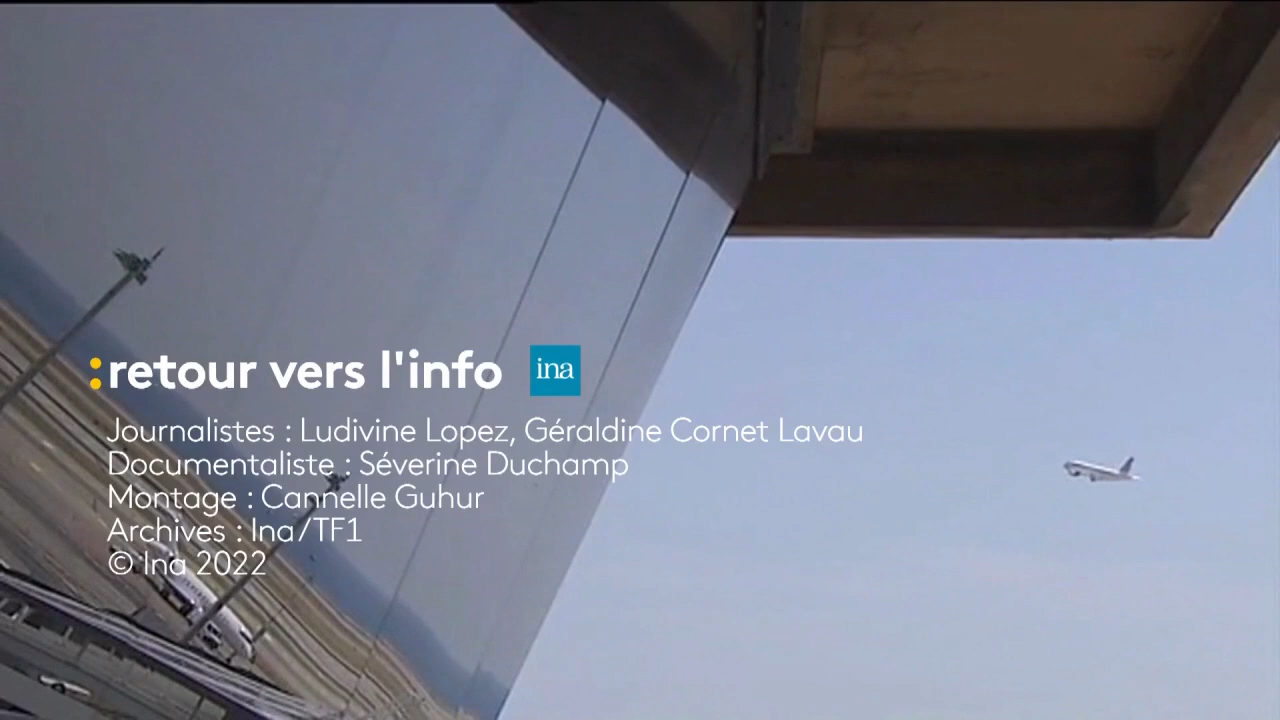 :retour vers l'info ina
Journalistes : Ludivine Lopez, Géraldine Cornet Lavau
Documentaliste : Séverine Duchamp
Montage : Cannelle Guhur
Archives : Ina/TF1
© Ina 2022